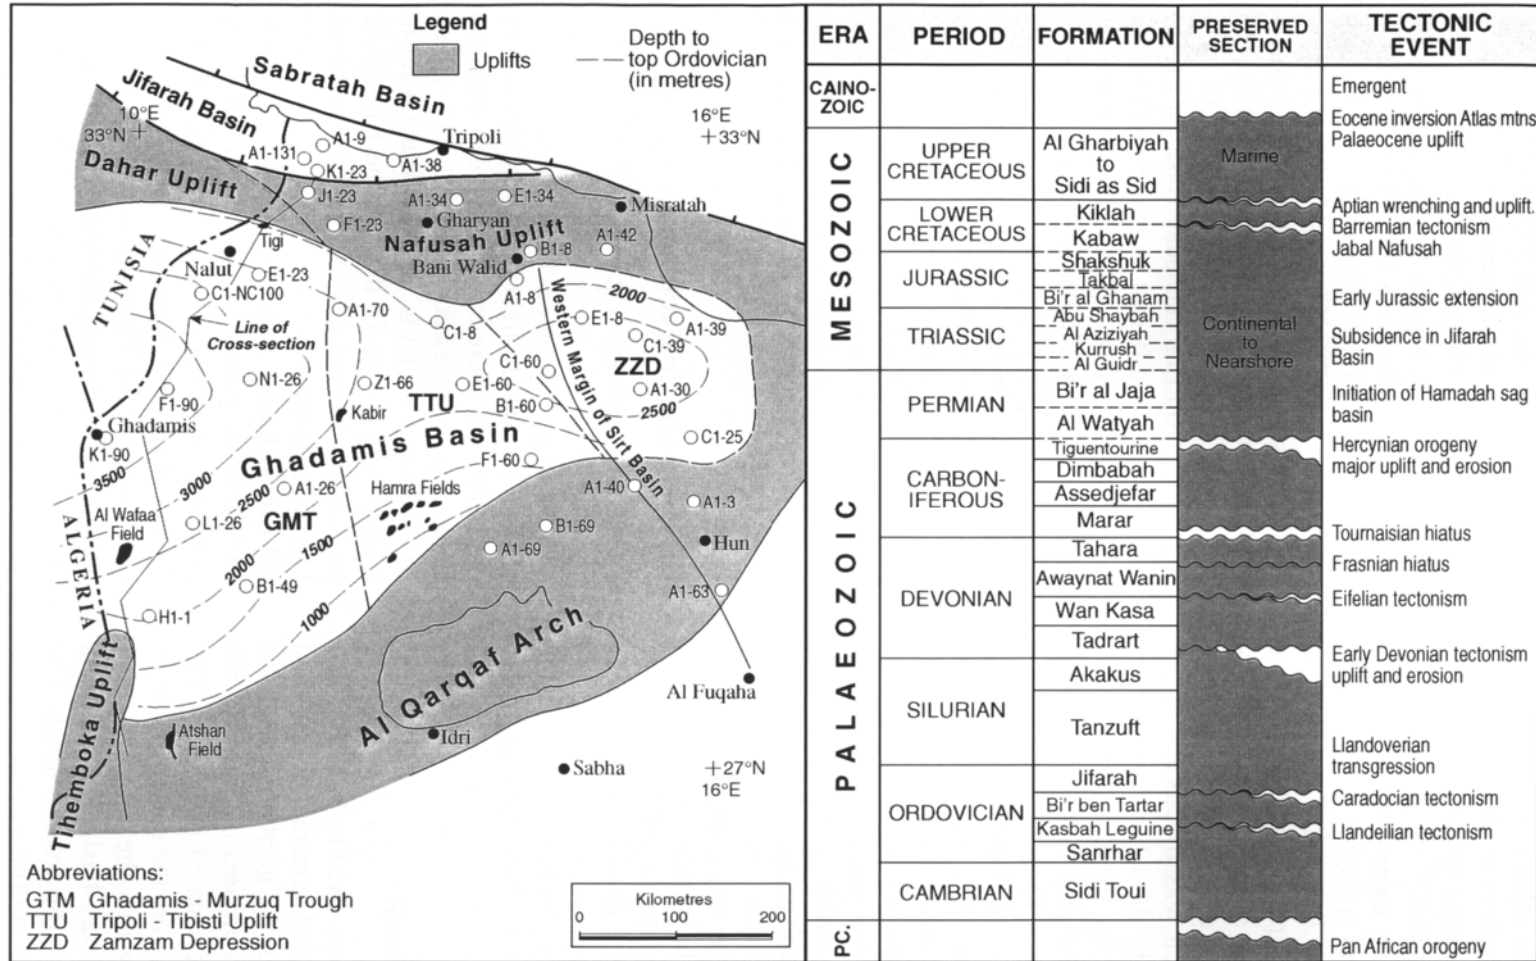 Legend
Uplifts
Depth to
top Ordovician
(in metres)
Sabratah Basin
Jifarah Basin
10°E
33°N
16°E
33°N
Tripoli
A1-9
A1-131
K1-23
A1-38
Dahar Uplift
J1-23
A1-34
E1-34
Misratah
F1-23
Gharyan
Nafusah Uplift
Tigi
B1-8
A1-42
Bani Walid
TUNISIA
Nalut
E1-23
C1-NC100
A1-8
2000
A1-70
C1-8
E1-8
A1-39
Line of
Cross-section
C1-39
Western Margin of Sirt Basin
C1-60
ZZD
N1-26
Z1-66
E1-60
A1-30
F1-90
TTU
B1-60
2500
Kabir
Ghadamis
K1-90
Ghadamis Basin
C1-25
3500
3000
2500
F1-60
A1-26
Hamra Fields
A1-40
A1-3
Al Wafaa
Field
L1-26
GMT
B1-69
Hun
ALGERIA
1500
A1-69
2000
B1-49
A1-63
H1-1
1000
Al Qarqaf Arch
Al Fuqaha
Tihemboka Uplift
Atshan
Field
Idri
Sabha
27°N
16°E
Abbreviations:
GTM Ghadamis - Murzuq Trough
TTU Tripoli - Tibisti Uplift
ZZD Zamzam Depression
Kilometres
0 100 200
ERA PERIOD FORMATION PRESERVED SECTION TECTONIC EVENT
CAINO-
ZOIC
Emergent
Eocene inversion Atlas mtns
Palaeocene uplift
MESOZOIC
UPPER
CRETACEOUS
Al Gharbiyah
to
Sidi as Sid
Marine
LOWER
CRETACEOUS
Kiklah
Kabaw
Aptian wrenching and uplift.
Barremian tectonism
Jabal Nafusah
JURASSIC
Shakshuk
Takbal
Bi'r al Ghanam
Early Jurassic extension
TRIASSIC
Abu Shaybah
Al Aziziyah
Kurrush
Al Guidr
Continental
to
Nearshore
Subsidence in Jifarah
Basin
PALAEOZOIC
PERMIAN
Bi'r al Jaja
Al Watyah
Initiation of Hamadah sag
basin
CARBON-
IFEROUS
Tiguentourine
Dimbabah
Assedjefar
Marar
Hercynian orogeny
major uplift and erosion
Tournaisian hiatus
DEVONIAN
Tahara
Awaynat Wanin
Wan Kasa
Tadrart
Frasnian hiatus
Eifelian tectonism
Early Devonian tectonism
uplift and erosion
SILURIAN
Akakus
Tanzuft
Llandoverian
transgression
ORDOVICIAN
Jifarah
Bi'r ben Tartar
Kasbah Leguine
Sanrhar
Caradocian tectonism
Llandeilian tectonism
CAMBRIAN
Sidi Toui
PC.
Pan African orogeny